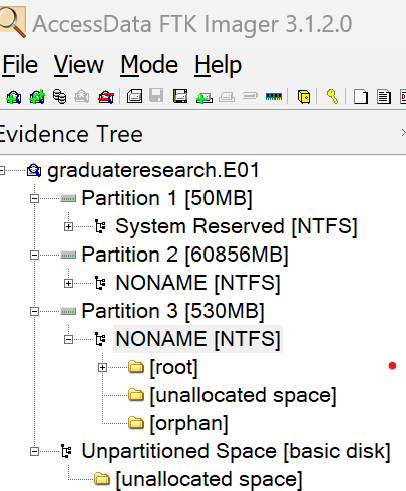 AccessData FTK Imager 3.1.2.0
File View Mode Help
Evidence Tree
graduateresearch.E01
Partition 1 [50MB]
System Reserved [NTFS]
Partition 2 [60856MB]
NONAME [NTFS]
Partition 3 [530MB]
NONAME [NTFS]
[root]
[unallocated space]
[orphan]
Unpartitioned Space [basic disk]
[unallocated space]